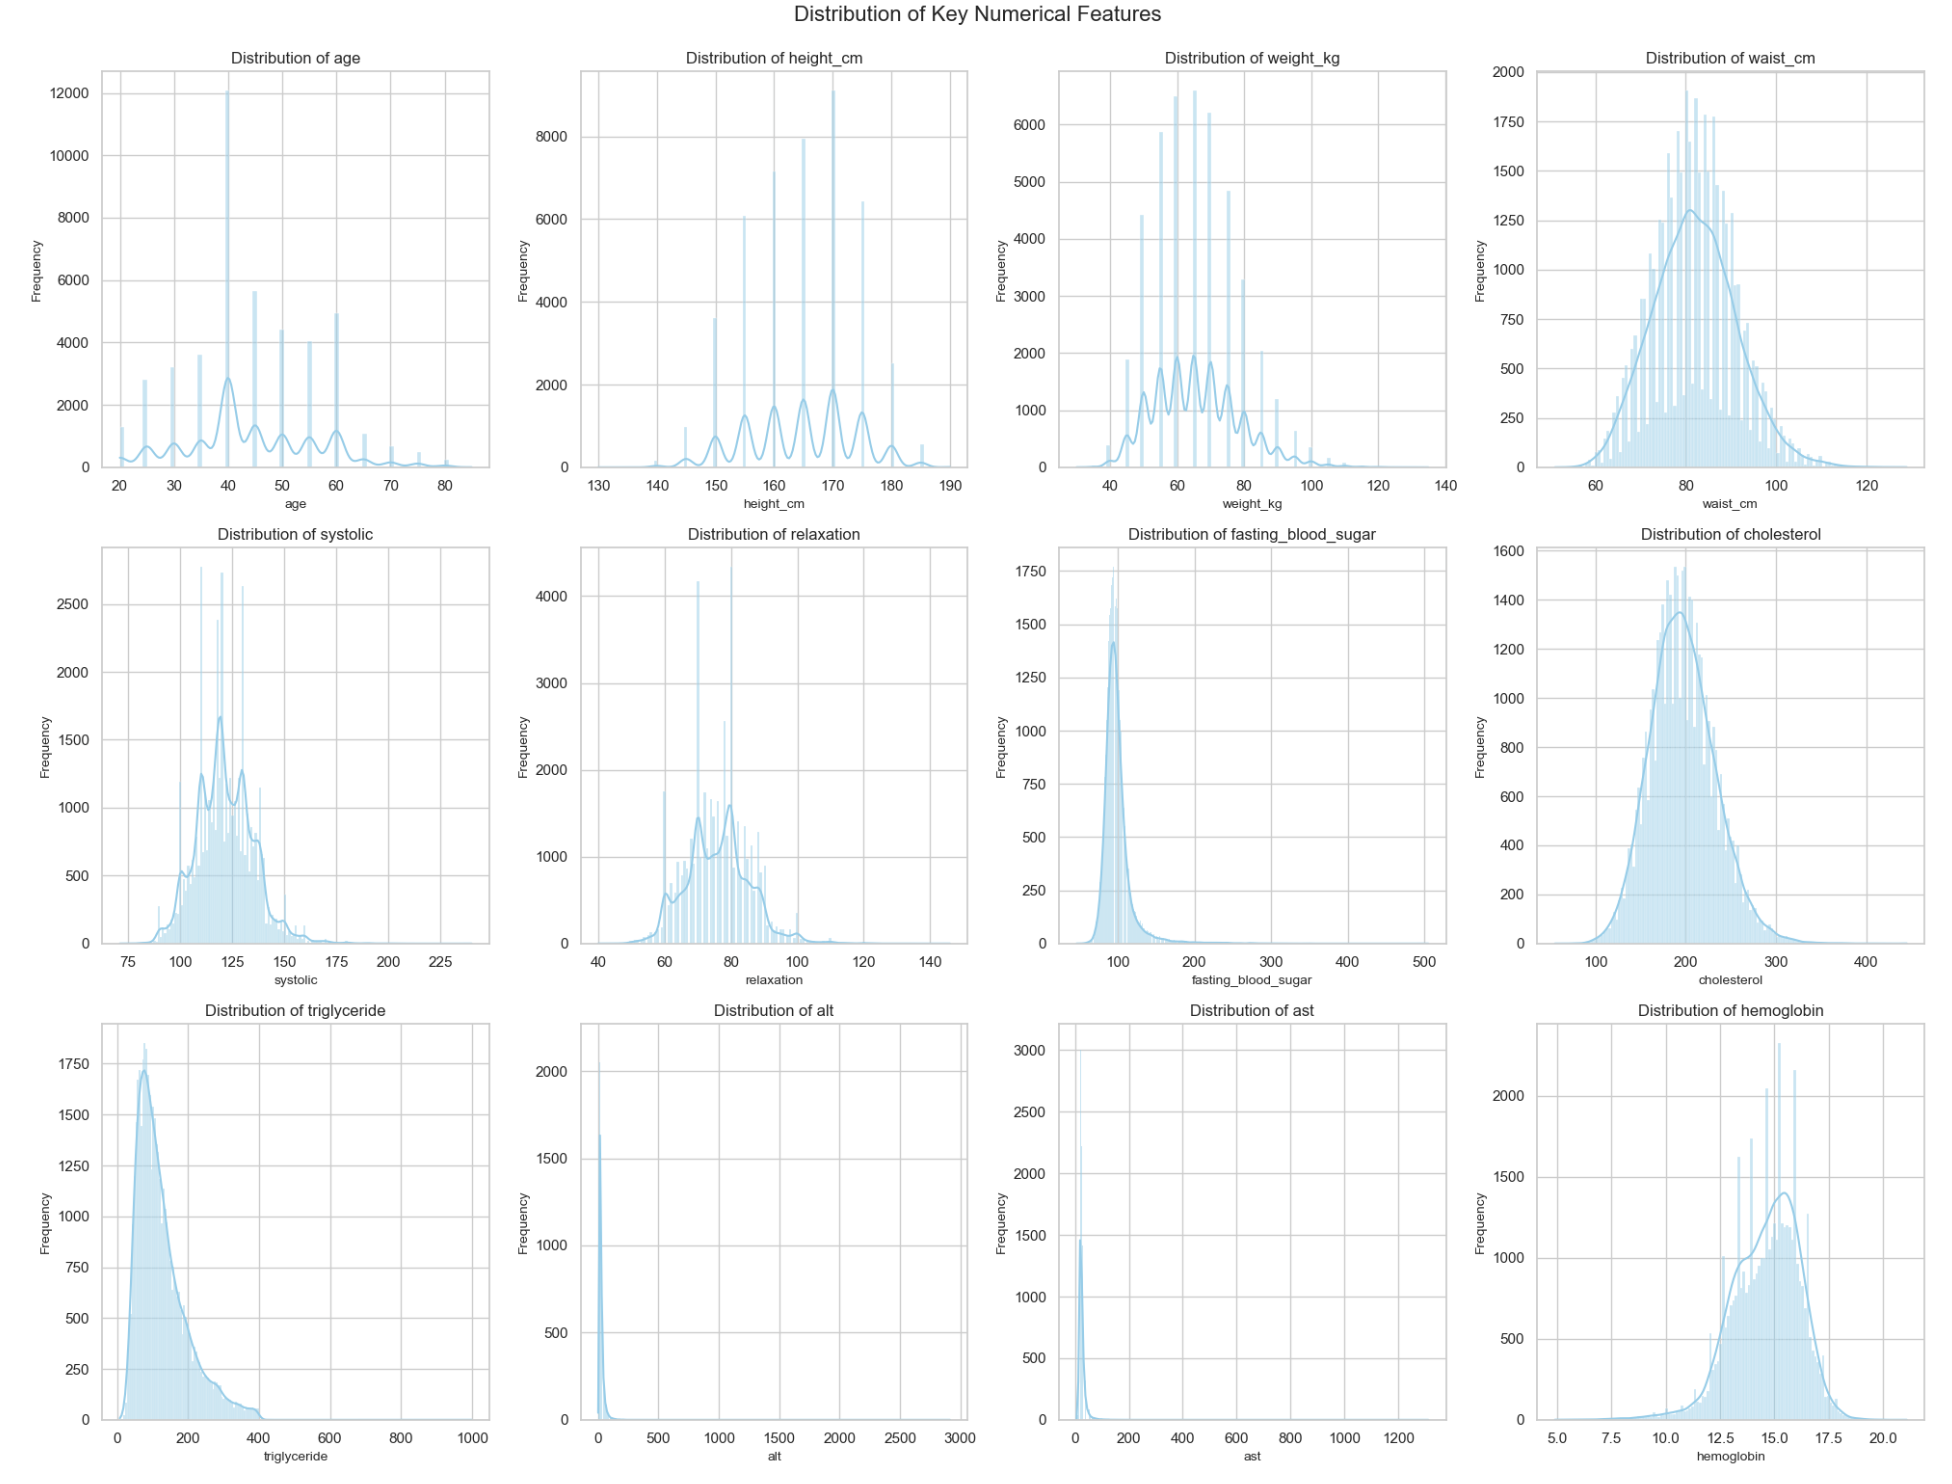 Distribution of Key Numerical Features
Distribution of age
12000
10000
8000
6000
4000
2000
0
Frequency
20 30 40 50 60 70 80
age
Distribution of height_cm
8000
6000
4000
2000
0
Frequency
130 140 150 160 170 180 190
height_cm
Distribution of weight_kg
6000
5000
4000
3000
2000
1000
0
Frequency
40 60 80 100 120 140
weight_kg
Distribution of waist_cm
2000
1750
1500
1250
1000
750
500
250
0
Frequency
60 80 100 120
waist_cm
Distribution of systolic
2500
2000
1500
1000
500
0
Frequency
75 100 125 150 175 200 225
systolic
Distribution of relaxation
4000
3000
2000
1000
0
Frequency
40 60 80 100 120 140
relaxation
Distribution of fasting_blood_sugar
1750
1500
1250
1000
750
500
250
0
Frequency
100 200 300 400 500
fasting_blood_sugar
Distribution of cholesterol
1600
1400
1200
1000
800
600
400
200
0
Frequency
100 200 300 400
cholesterol
Distribution of triglyceride
1750
1500
1250
1000
750
500
250
0
Frequency
0 200 400 600 800 1000
triglyceride
Distribution of alt
2000
1500
1000
500
0
Frequency
0 500 1000 1500 2000 2500 3000
alt
Distribution of ast
3000
2500
2000
1500
1000
500
0
Frequency
0 200 400 600 800 1000 1200
ast
Distribution of hemoglobin
2000
1500
1000
500
0
Frequency
5.0 7.5 10.0 12.5 15.0 17.5 20.0
hemoglobin